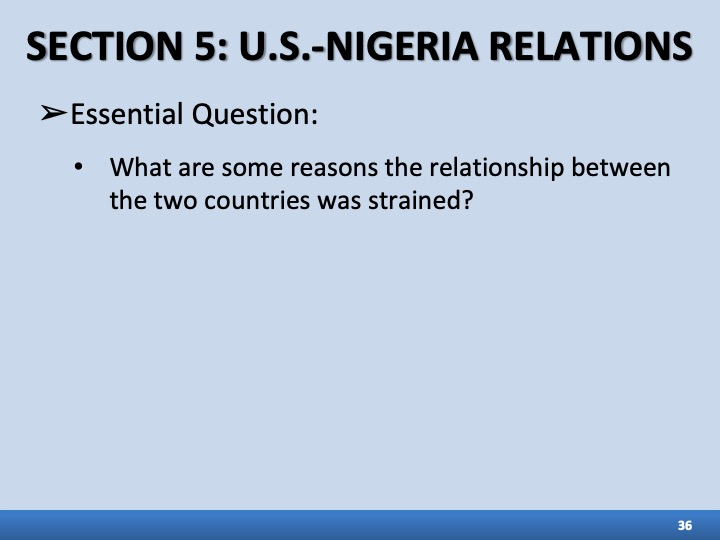 SECTION 5: U.S.-NIGERIA RELATIONS
➢Essential Question:
• What are some reasons the relationship between
the two countries was strained?
36